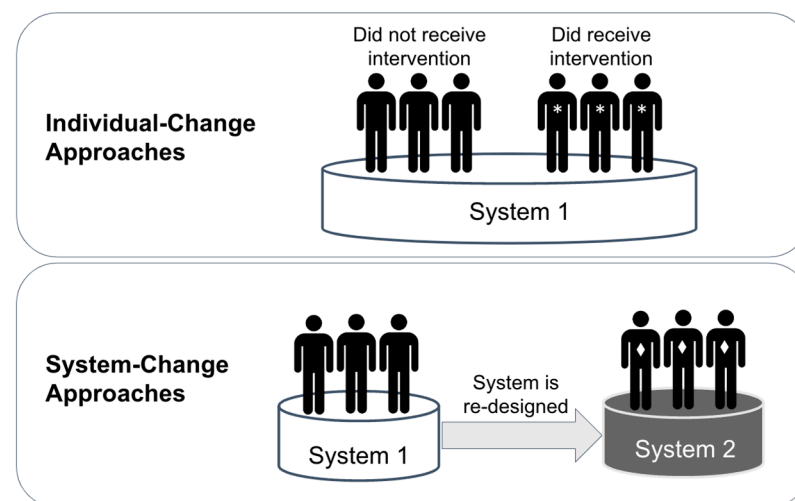 Did not receive
intervention
Did receive
intervention
Individual-Change
Approaches
* * *
System 1
System-Change
Approaches
System is
re-designed
System 1
System 2